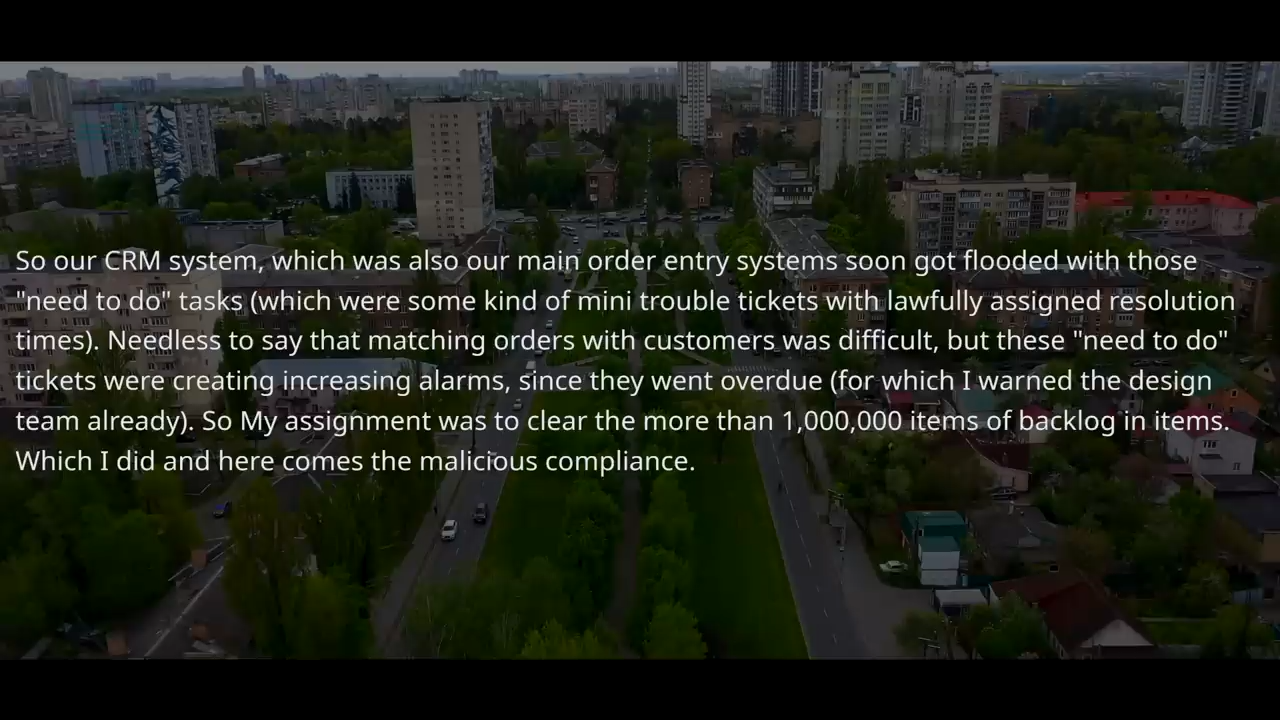 So our CRM system, which was also our main order entry systems soon got flooded with those
"need to do" tasks (which were some kind of mini trouble tickets with lawfully assigned resolution
times). Needless to say that matching orders with customers was difficult, but these "need to do"
tickets were creating increasing alarms, since they went overdue (for which I warned the design
team already). So My assignment was to clear the more than 1,000,000 items of backlog in items.
Which I did and here comes the malicious compliance.